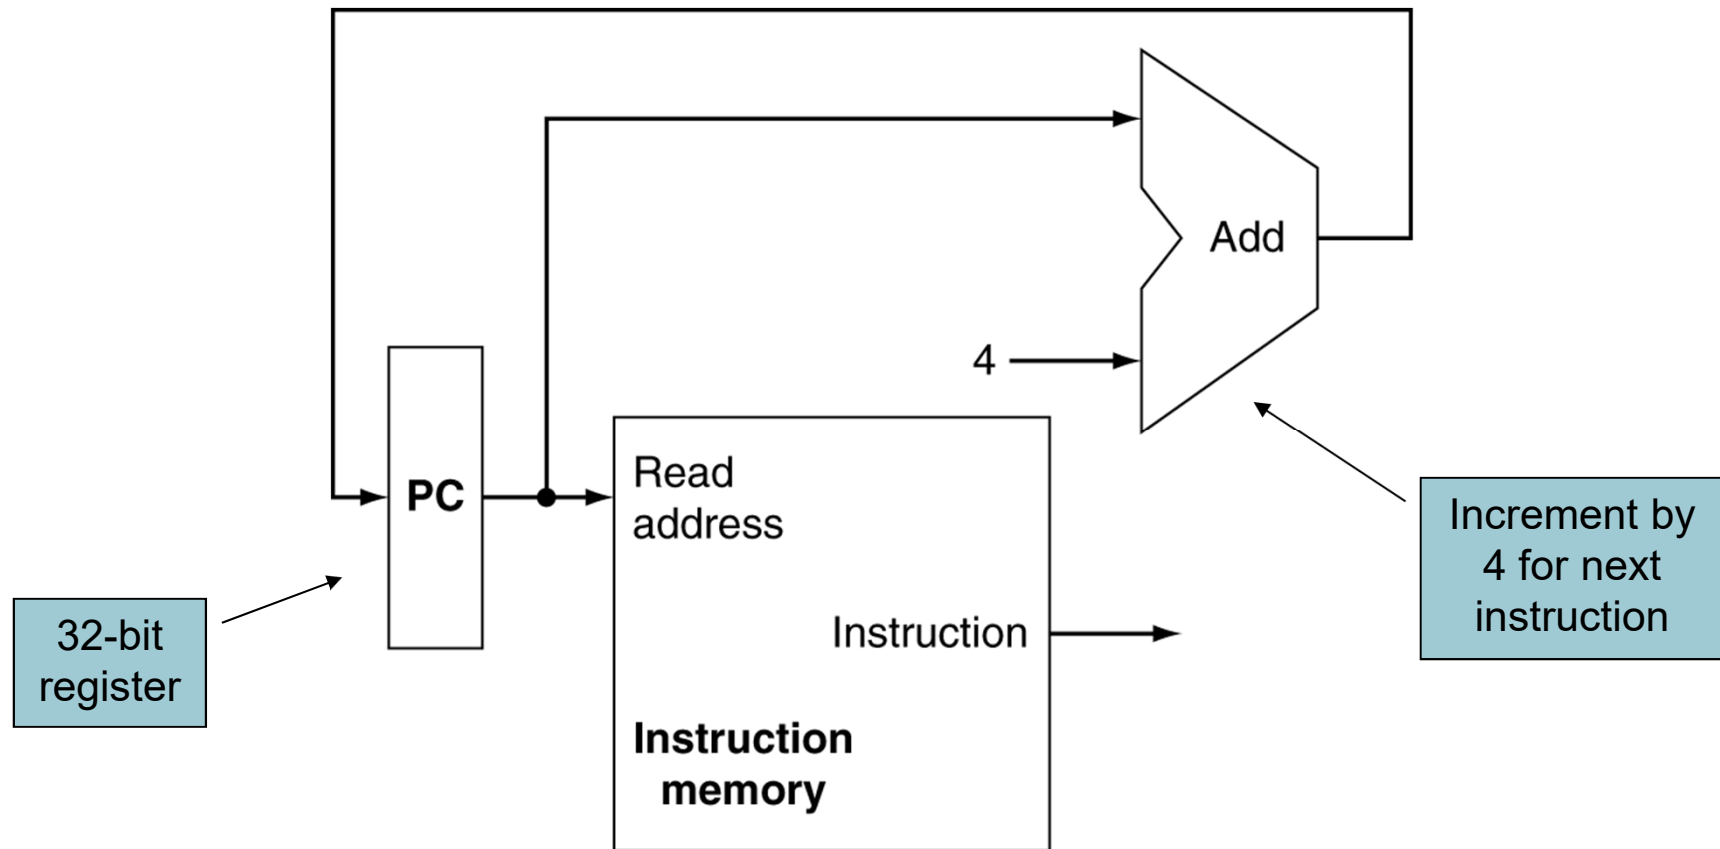 Add
4
PC
Read
address
Instruction
Instruction
memory
32-bit
register
Increment by
4 for next
instruction